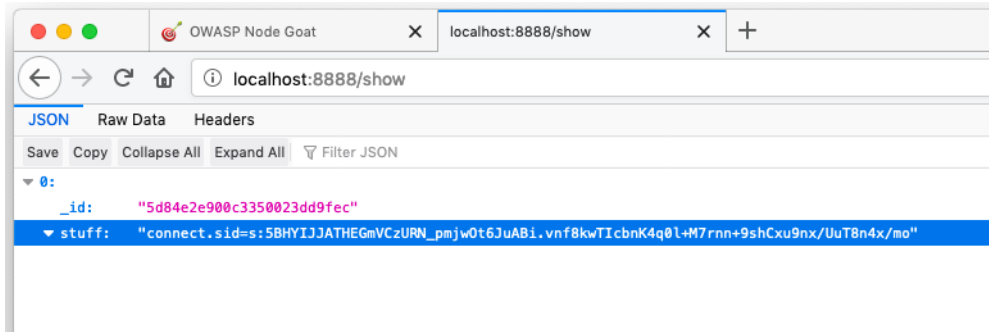 OWASP Node Goat
localhost:8888/show
localhost:8888/show
JSON Raw Data Headers
Save Copy Collapse All Expand All Filter JSON
0:
_id: "5d84e2e900c3350023dd9fec"
stuff: "connect.sid=s:5BHYIJJATHEGmVCzURN_pmjwOt6JuABi.vnf8kwTIcbnK4q0l+M7rnn+9shCxu9nx/UuT8n4x/mo"